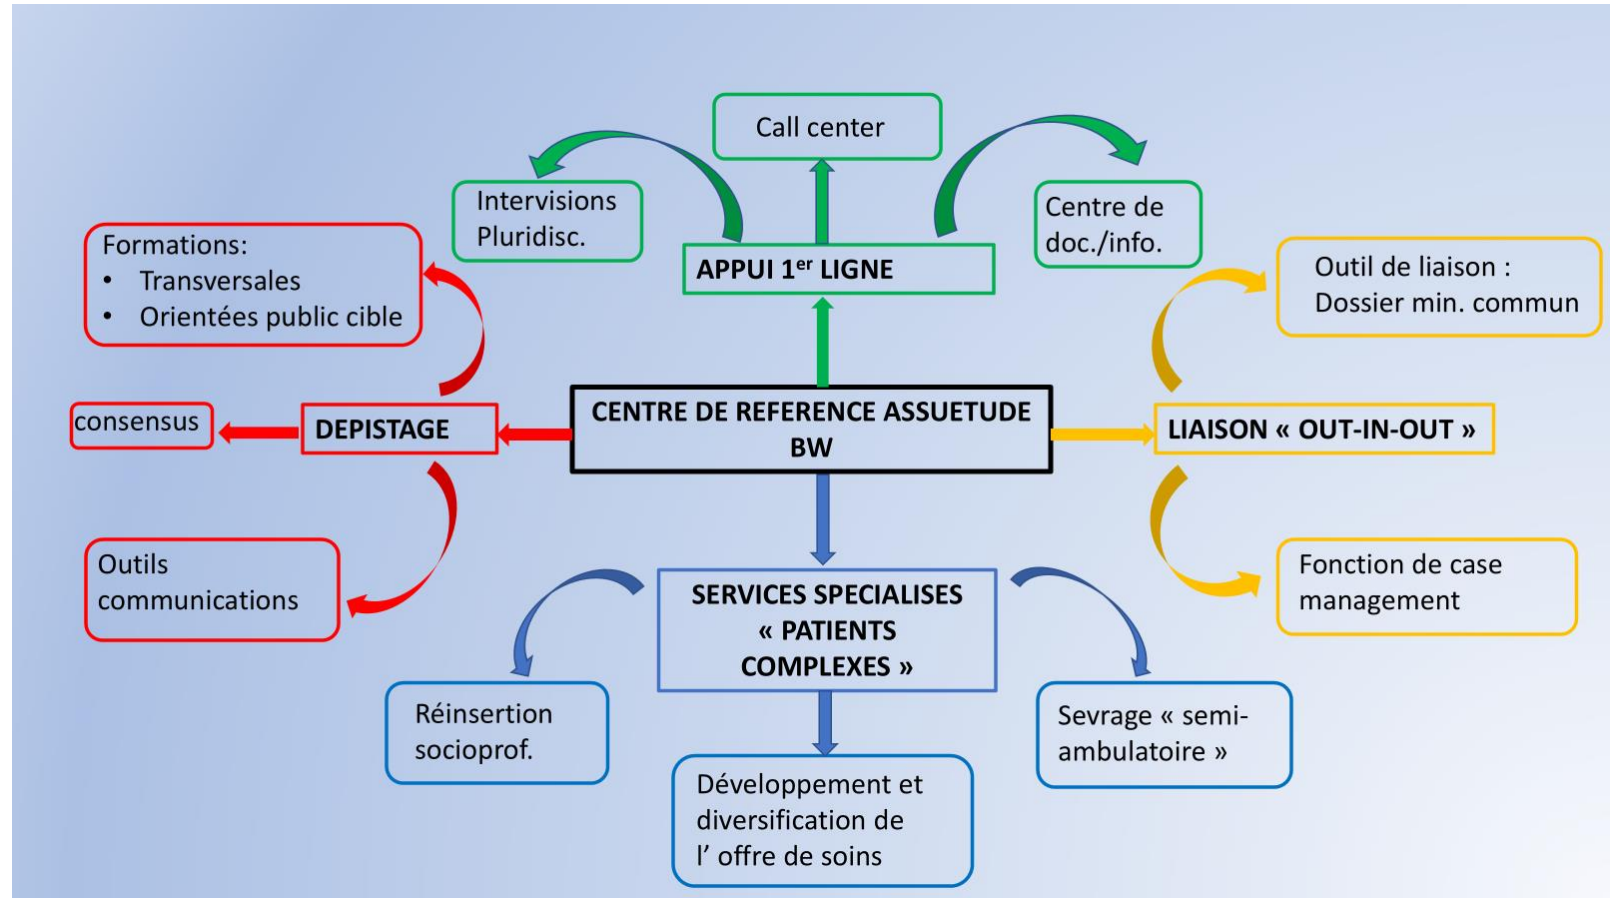 Call center
Intervisions
Pluridisc.
Centre de
doc./info.
Formations:
• Transversales
• Orientées public cible
APPUI 1er LIGNE
Outil de liaison :
Dossier min. commun
consensus
DEPISTAGE
CENTRE DE REFERENCE ASSUETUDE
BW
LIAISON « OUT-IN-OUT »
Outils
communications
SERVICES SPECIALISES
« PATIENTS
COMPLEXES »
Fonction de case
management
Réinsertion
socioprof.
Sevrage « semi-
ambulatoire »
Développement et
diversification de
l’ offre de soins